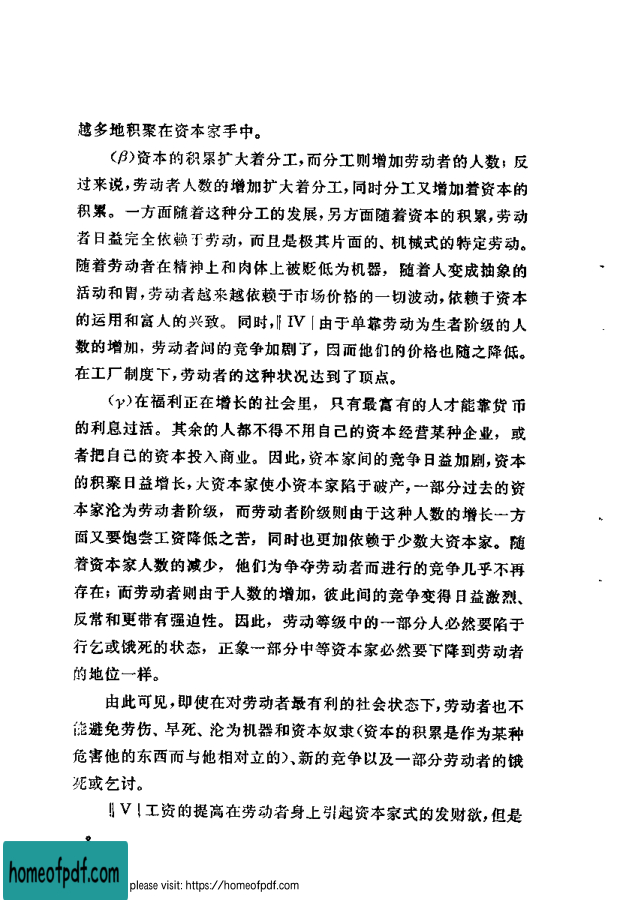 越多地积聚在资本家手中。
(β)资本的积累扩大着分工,而分工则增加劳动者的人数;反
过来说,劳动者人数的增加扩大着分工,同时分工又增加着资本的
积累。一方面随着这种分工的发展,另方面随着资本的积累,劳动
者日益完全依赖于劳动,而且是极其片面的、机械式的特定劳动。
随着劳动者在精神上和肉体上被贬低为机器,随着人变成抽象的
活动和胃,劳动者越来越依赖于市场价格的一切波动,依赖于资本
的运用和富人的兴致。同时,‖IV│由于单靠劳动为生者阶级的人
数的增加,劳动者间的竞争加剧了,因而他们的价格也随之降低。
在工厂制度下,劳动者的这种状况达到了顶点。
(γ)在福利正在增长的社会里,只有最富有的人才能靠货币
的利息过活。其余的人都不得不用自己的资本经营某种企业,或
者把自己的资本投入商业。因此,资本家间的竞争日益加剧,资本
的积聚日益增长,大资本家使小资本家陷于破产,一部分过去的资
本家沦为劳动者阶级,而劳动者阶级则由于这种人数的增长一方
面又要饱尝工资降低之苦,同时也更加依赖于少数大资本家。随
着资本家人数的减少,他们为争夺劳动者而进行的竞争几乎不再
存在;而劳动者则由于人数的增加,彼此间的竞争变得日益激烈、
反常和更带有强迫性。因此,劳动等级中的一部分人必然要陷于
行乞或饿死的状态,正象一部分中等资本家必然要下降到劳动者
的地位一样。
由此可见,即使在对劳动者最有利的社会状态下,劳动者也不
能避免劳伤、早死、沦为机器和资本奴隶(资本的积累是作为某种
危害他的东西而与他相对立的)、新的竞争以及一部分劳动者的饿
死或乞讨。
‖V│工资的提高在劳动者身上引起资本家式的发财欲,但是
homeofpdf.com
please visit: https://homeofpdf.com